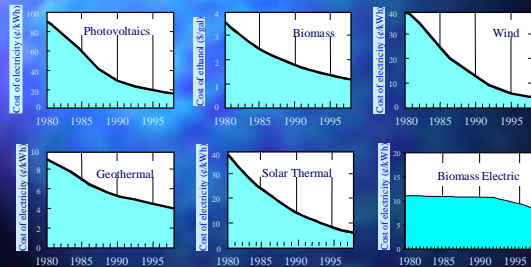 Photovoltaics
Cost of electricity (¢/kWh)
100
80
60
40
20
0
1980 1985 1990 1995
Biomass
Cost of ethanol ($/gal)
4
3
2
1
0
1980 1985 1990 1995
Wind
Cost of electricity (¢/kWh)
40
30
20
10
0
1980 1985 1990 1995
Geothermal
Cost of electricity (¢/kWh)
10
8
6
4
2
0
1980 1985 1990 1995
Solar Thermal
Cost of electricity (¢/kWh)
40
30
20
10
0
1980 1985 1990 1995
Biomass Electric
Cost of electricity (¢/kWh)
20
15
10
5
0
1980 1985 1990 1995